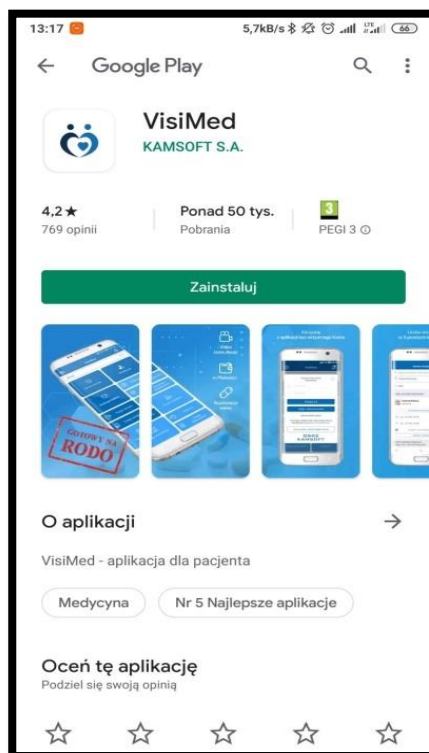 13:17 5,7kB/s LTE 66
Google Play
VisiMed
KAMSOFT S.A.
4,2★ Ponad 50 tys. 3
769 opinii Pobrania PEGI 3
Zainstaluj
GOTOWY NA
RODO
O aplikacji
VisiMed - aplikacja dla pacjenta
Medycyna Nr 5 Najlepsze aplikacje
Oceń tę aplikację
Podziel się swoją opinią